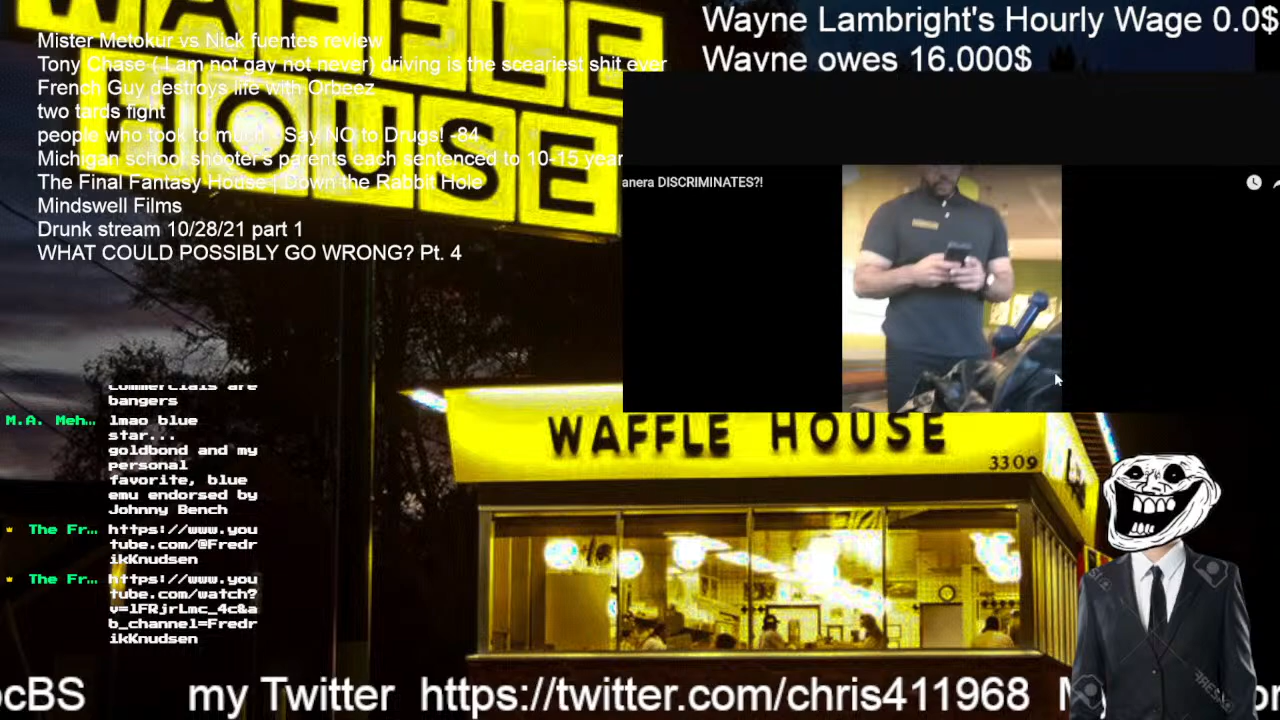 WAFFLE
HOUSE
Mister Metokur vs Nick fuentes review
Tony Chase ( I am not gay not never) driving is the sceariest shit ever
French Guy destroys life with Orbeez
two tards fight
people who took to much - Say NO to Drugs! -84
Michigan school shooter's parents each sentenced to 10-15 year
The Final Fantasy House | Down the Rabbit Hole
Mindswell Films
Drunk stream 10/28/21 part 1
WHAT COULD POSSIBLY GO WRONG? Pt. 4
Wayne Lambright's Hourly Wage 0.0$
Wayne owes 16.000$
anera DISCRIMINATES?!
commercials are
bangers
M.A. Meh… lmao blue
star...
goldbond and my
personal
favorite, blue
emu endorsed by
Johnny Bench
The Fr… https://www.you
tube.com/@Fredr
ikKnudsen
The Fr… https://www.you
tube.com/watch?
v=lFRjrLmc_4c&a
b_channel=Fredr
ikKnudsen
WAFFLE HOUSE
3309
ocBS my Twitter https://twitter.com/chris411968